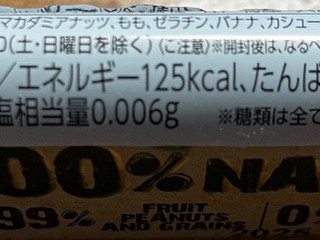 マカダミアナッツ、もも、ゼラチン、バナナ、カシュー
(土・日曜日を除く)〈ご注意〉※開封後は、なるべ
/エネルギー125kcal、たんぱ
塩相当量0.006g ※糖類は全て
00% NA
99% FRUIT PEANUTS AND GRAINS